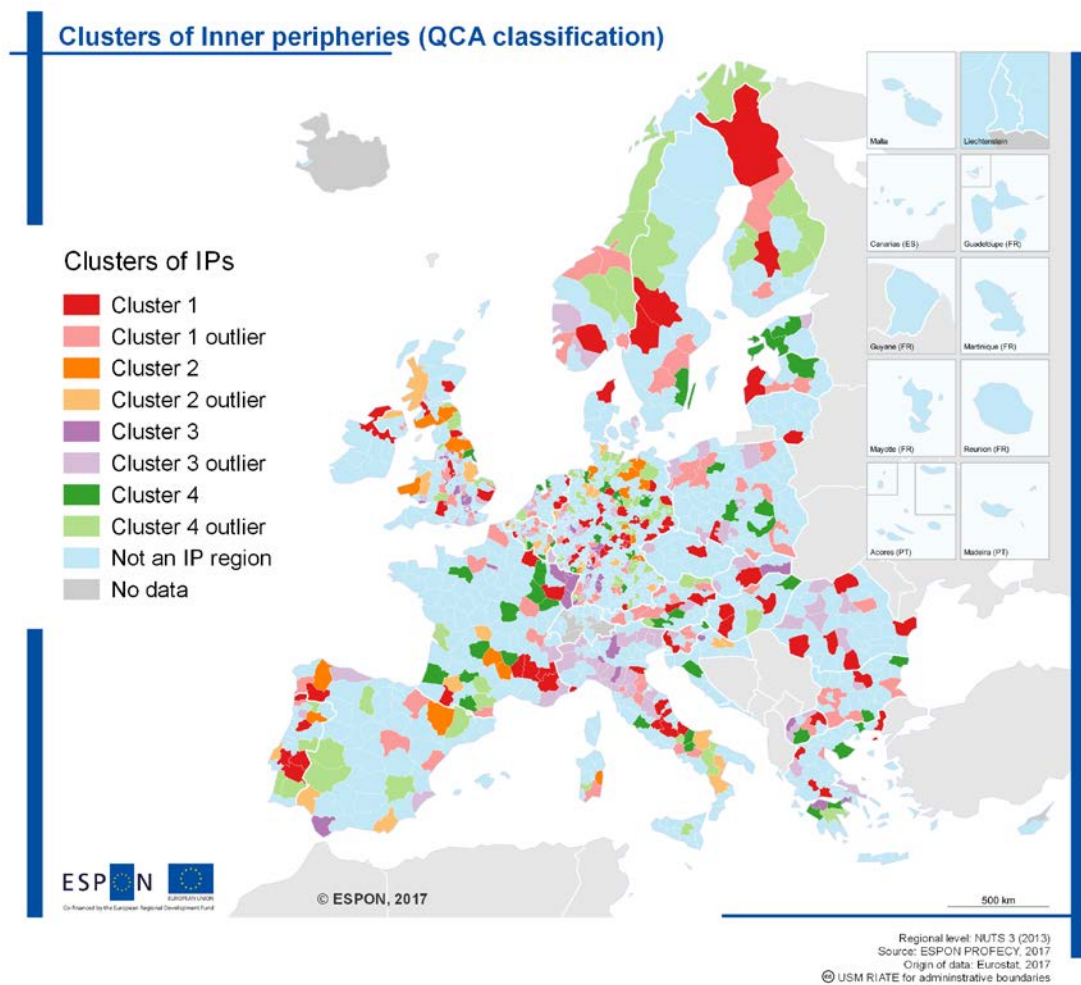 Clusters of Inner peripheries (QCA classification)
Clusters of IPs
Cluster 1
Cluster 1 outlier
Cluster 2
Cluster 2 outlier
Cluster 3
Cluster 3 outlier
Cluster 4
Cluster 4 outlier
Not an IP region
No data
Malta
Liechtenstein
Canarias (ES)
Guadeloupe (FR)
Guyane (FR)
Martinique (FR)
Mayotte (FR)
Reunion (FR)
Acores (PT)
Madeira (PT)
ESPON
EUROPEAN UNION
Co-financed by the European Regional Development Fund
© ESPON, 2017
500 km
Regional level: NUTS 3 (2013)
Source: ESPON PROFECY, 2017
Origin of data: Eurostat, 2017
㏄ USM RIATE for admininstrative boundaries